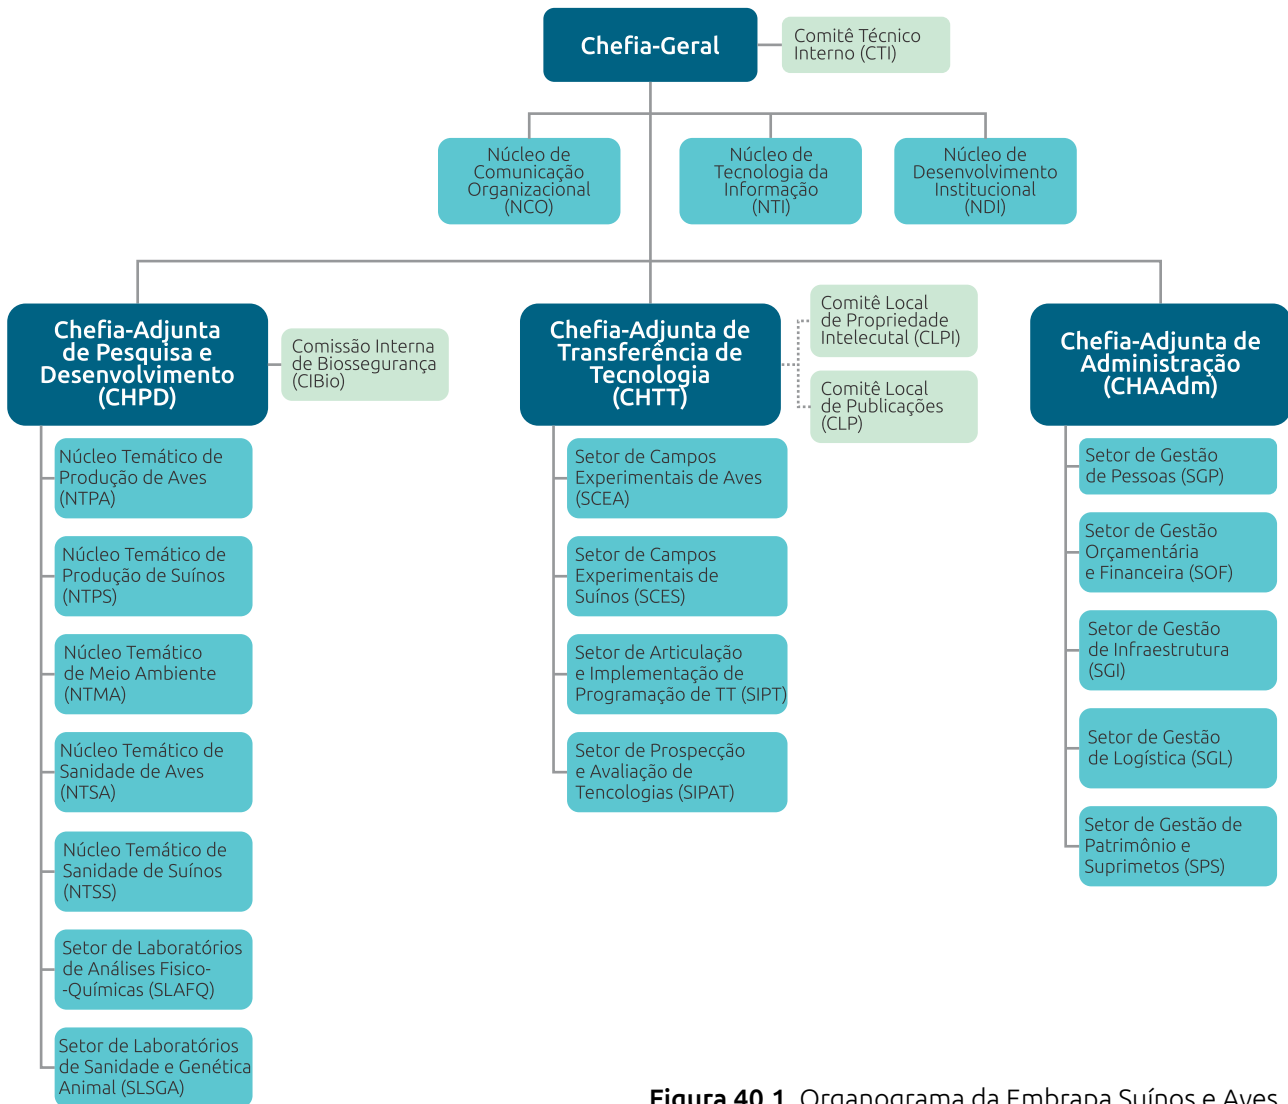 Chefia-Geral
Comitê Técnico
Interno (CTI)
Núcleo de
Comunicação
Organizacional
(NCO)
Núcleo de
Tecnologia da
Informação
(NTI)
Núcleo de
Desenvolvimento
Institucional
(NDI)
Chefia-Adjunta
de Pesquisa e
Desenvolvimento
(CHPD)
Comissão Interna
de Biossegurança
(CIBio)
Chefia-Adjunta de
Transferência de
Tecnologia
(CHTT)
Comitê Local
de Propriedade
Intelecutal (CLPI)
Comitê Local
de Publicações
(CLP)
Chefia-Adjunta de
Administração
(CHAAdm)
Núcleo Temático de
Produção de Aves
(NTPA)
Núcleo Temático de
Produção de Suínos
(NTPS)
Núcleo Temático
de Meio Ambiente
(NTMA)
Núcleo Temático de
Sanidade de Aves
(NTSA)
Núcleo Temático de
Sanidade de Suínos
(NTSS)
Setor de Laboratórios
de Análises Fisico-
-Químicas (SLAFQ)
Setor de Laboratórios
de Sanidade e Genética
Animal (SLSGA)
Setor de Campos
Experimentais de Aves
(SCEA)
Setor de Campos
Experimentais de
Suínos (SCES)
Setor de Articulação
e Implementação de
Programação de TT (SIPT)
Setor de Prospecção
e Avaliação de
Tencologias (SIPAT)
Setor de Gestão
de Pessoas (SGP)
Setor de Gestão
Orçamentária
e Financeira (SOF)
Setor de Gestão
de Infraestrutura
(SGI)
Setor de Gestão
de Logística (SGL)
Setor de Gestão de
Patrimônio e
Suprimetos (SPS)
Figura 40.1. Organograma da Embrapa Suínos e Aves